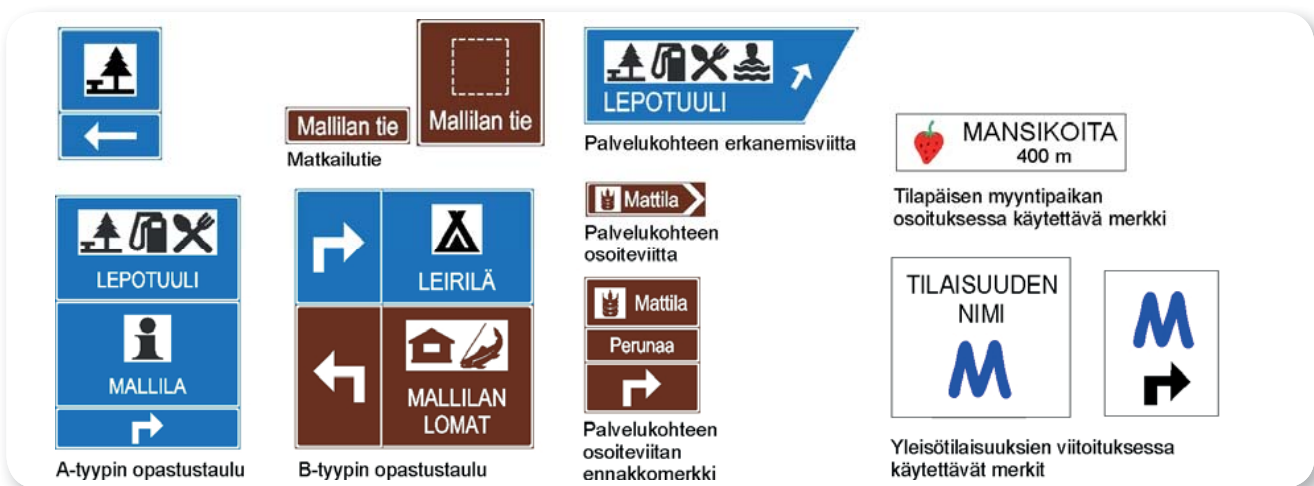 LEPOTUULI
MALLILA
A-tyypin opastustaulu
Mallilan tie
Mallilan tie
Matkailutie
LEIRILÄ
MALLILAN
LOMAT
B-tyypin opastustaulu
LEPOTUULI
Palvelukohteen erkanemisviitta
Mattila
Palvelukohteen
osoiteviitta
Mattila
Perunaa
Palvelukohteen
osoiteviitan
ennakkomerkki
MANSIKOITA
400 m
Tilapäisen myyntipaikan
osoituksessa käytettävä merkki
TILAISUUDEN
NIMI
M
M
Yleisötilaisuuksien viitoituksessa
käytettävät merkit